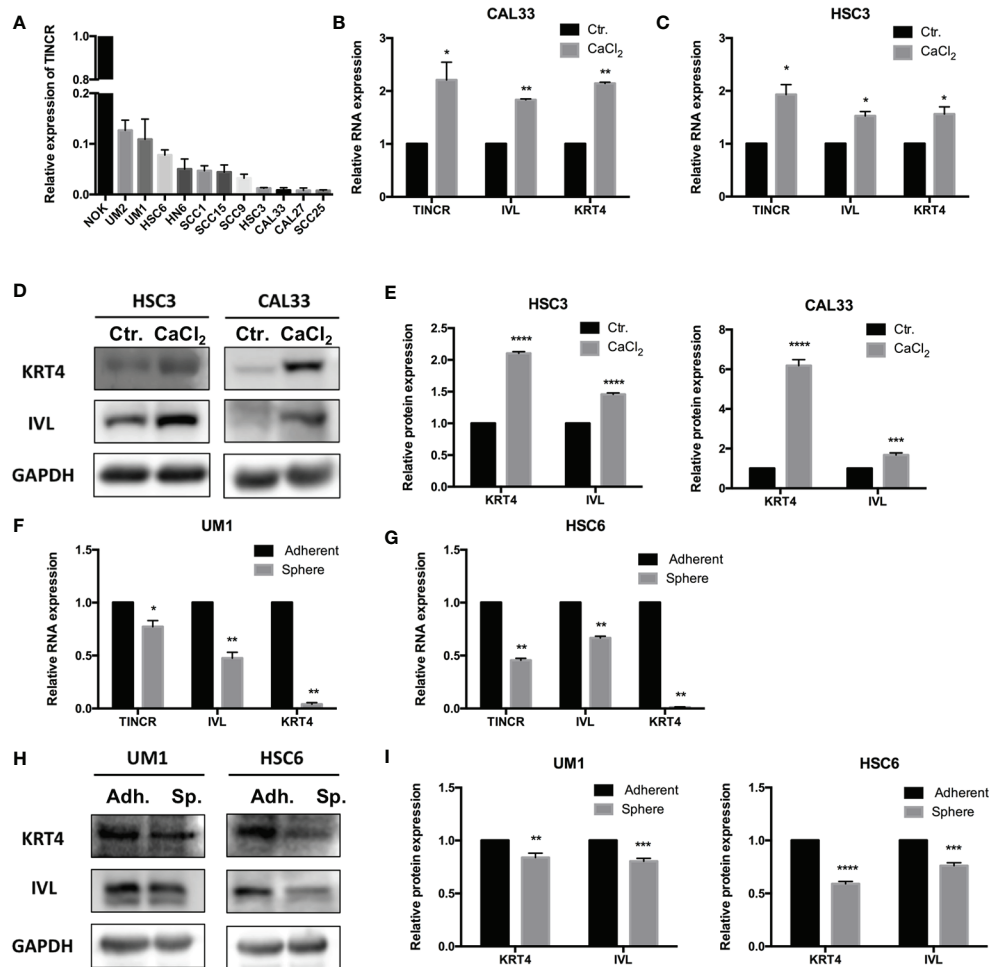 A
Relative expression of TINCR
1.0
0.8
0.2
0.1
0.0
NOK
UM2
UM1
HSC6
HN6
SCC1
SCC15
SCC9
HSC3
CAL33
CAL27
SCC25
B
CAL33
Ctr.
CaCl2
Relative RNA expression
3
2
1
0
*
**
**
TINCR IVL KRT4
C
HSC3
Ctr.
CaCl2
Relative RNA expression
3
2
1
0
*
*
*
TINCR IVL KRT4
D
HSC3 CAL33
Ctr. CaCl2 Ctr. CaCl2
KRT4
IVL
GAPDH
E
HSC3
Ctr.
CaCl2
Relative protein expression
2.5
2.0
1.5
1.0
0.5
0.0
****
****
KRT4 IVL
CAL33
Ctr.
CaCl2
Relative protein expression
8
6
4
2
0
****
***
KRT4 IVL
F
UM1
Adherent
Sphere
Relative RNA expression
1.5
1.0
0.5
0.0
*
**
**
TINCR IVL KRT4
G
HSC6
Adherent
Sphere
Relative RNA expression
1.5
1.0
0.5
0.0
**
**
**
TINCR IVL KRT4
H
UM1 HSC6
Adh. Sp. Adh. Sp.
KRT4
IVL
GAPDH
I
UM1
Adherent
Sphere
Relative protein expression
1.5
1.0
0.5
0.0
**
***
KRT4 IVL
HSC6
Adherent
Sphere
Relative protein expression
1.5
1.0
0.5
0.0
****
***
KRT4 IVL